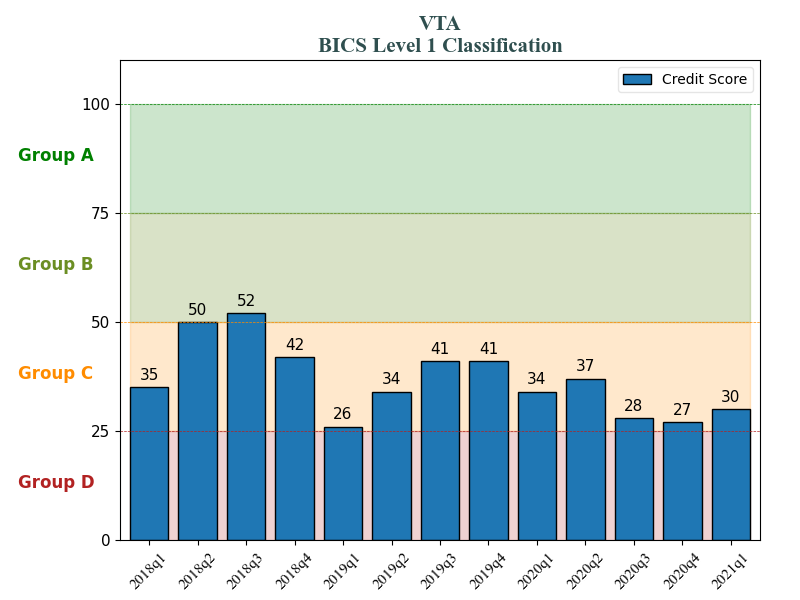 VTA
BICS Level 1 Classification
Credit Score
100
Group A
75
Group B
50
Group C
25
Group D
0
35
50
52
42
26
34
41
41
34
37
28
27
30
2018q1
2018q2
2018q3
2018q4
2019q1
2019q2
2019q3
2019q4
2020q1
2020q2
2020q3
2020q4
2021q1